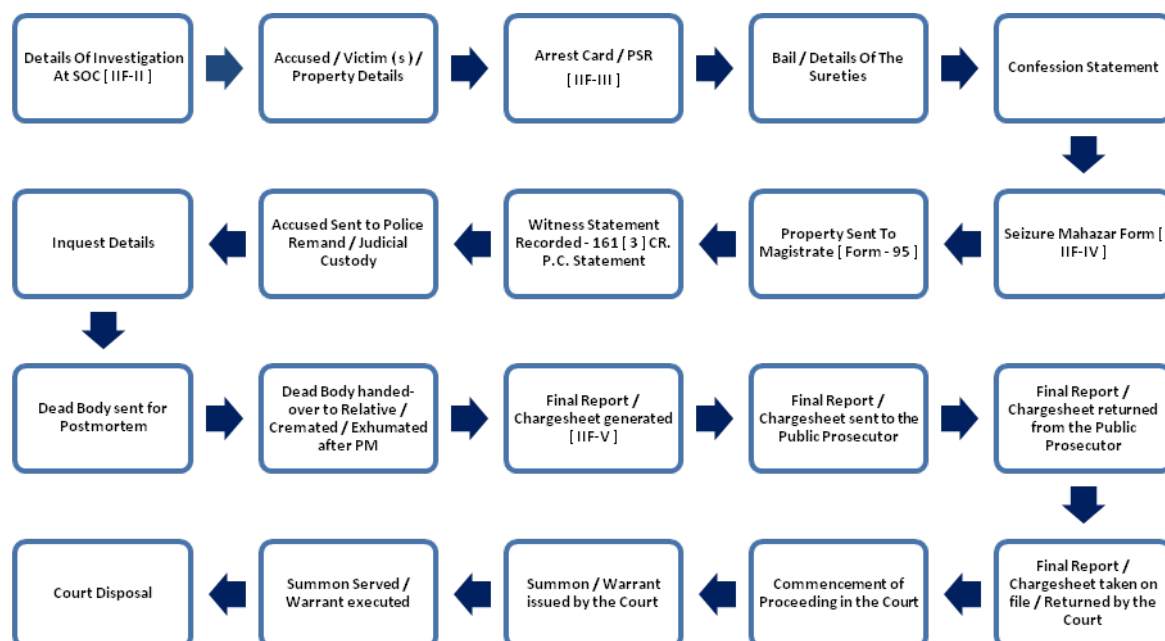 Details Of Investigation
At SOC [ IIF-II ]
Accused / Victim ( s ) /
Property Details
Arrest Card / PSR
[ IIF-III ]
Bail / Details Of The
Sureties
Confession Statement
Inquest Details
Accused Sent to Police
Remand / Judicial
Custody
Witness Statement
Recorded - 161 [ 3 ] CR.
P.C. Statement
Property Sent To
Magistrate [ Form - 95 ]
Seizure Mahazar Form [
IIF-IV ]
Dead Body sent for
Postmortem
Dead Body handed-
over to Relative /
Cremated / Exhumated
after PM
Final Report /
Chargesheet generated
[ IIF-V ]
Final Report /
Chargesheet sent to the
Public Prosecutor
Final Report /
Chargesheet returned
from the Public
Prosecutor
Court Disposal
Summon Served /
Warrant executed
Summon / Warrant
issued by the Court
Commencement of
Proceeding in the Court
Final Report /
Chargesheet taken on
file / Returned by the
Court